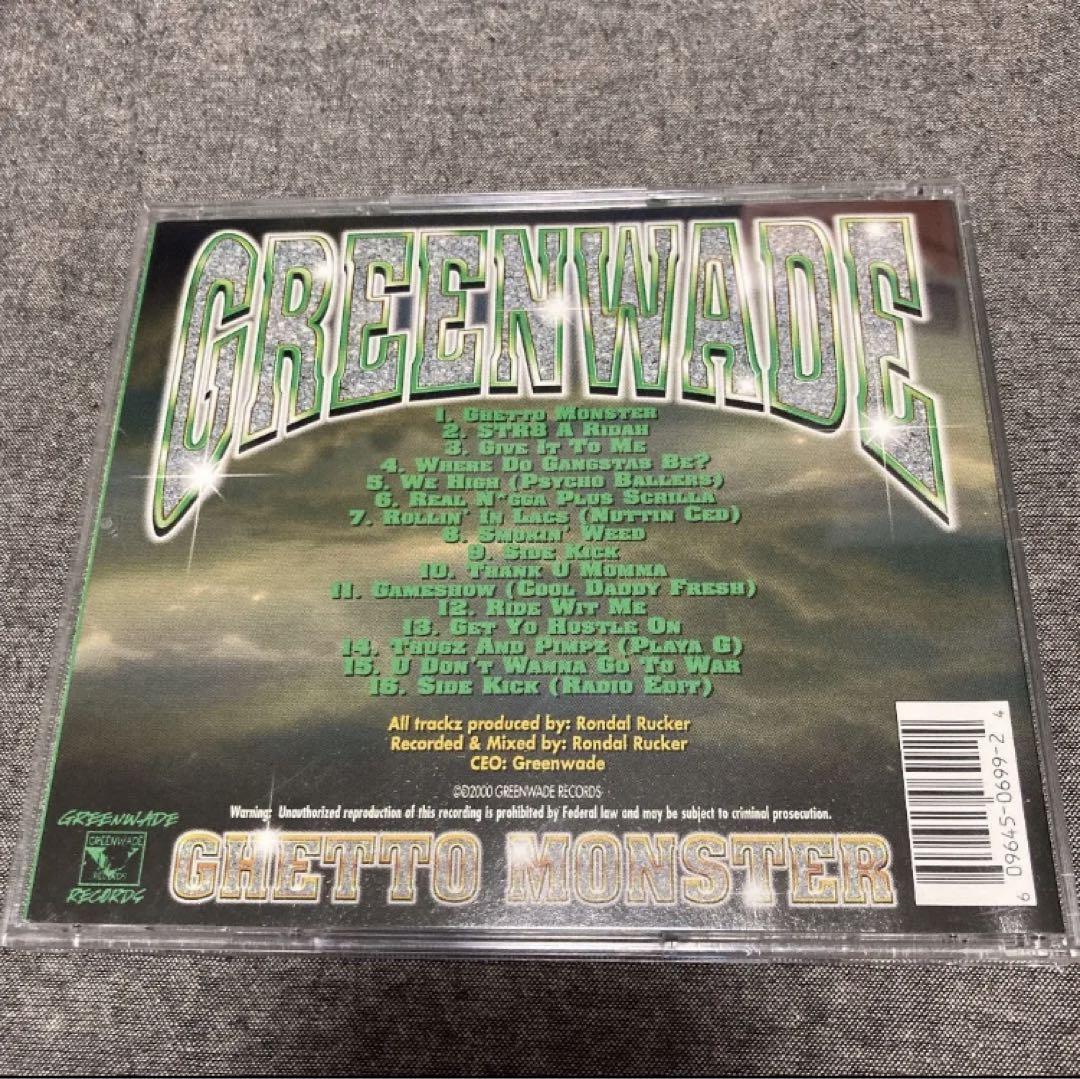 GREENWADE
1. GHETTO MONSTER
2. STR8 A RIDAH
3. GIVE IT TO ME
4. WHERE DO GANGSTAS BE?
5. WE HIGH (PSYCHO BALLERS)
6. REAL N*GGA PLUS SCRILLA
7. ROLLIN' IN LACS (NUTTIN CED)
8. SMOKIN' WEED
9. SIDE KICK
10. THANK U MOMMA
11. GAMESHOW (COOL DADDY FRESH)
12. RIDE WIT ME
13. GET YO HUSTLE ON
14. THUGZ AND PIMPZ (PLAYA G)
15. U DON'T WANNA GO TO WAR
16. SIDE KICK (RADIO EDIT)
All trackz produced by: Rondal Rucker
Recorded & Mixed by: Rondal Rucker
CEO: Greenwade
©℗2000 GREENWADE RECORDS
Warning: Unauthorized reproduction of this recording is prohibited by Federal law and may be subject to criminal prosecution.
GREENWADE
GREENWADE
RECORDS
RECORDS
GHETTO MONSTER
6 09645-0699-2 4